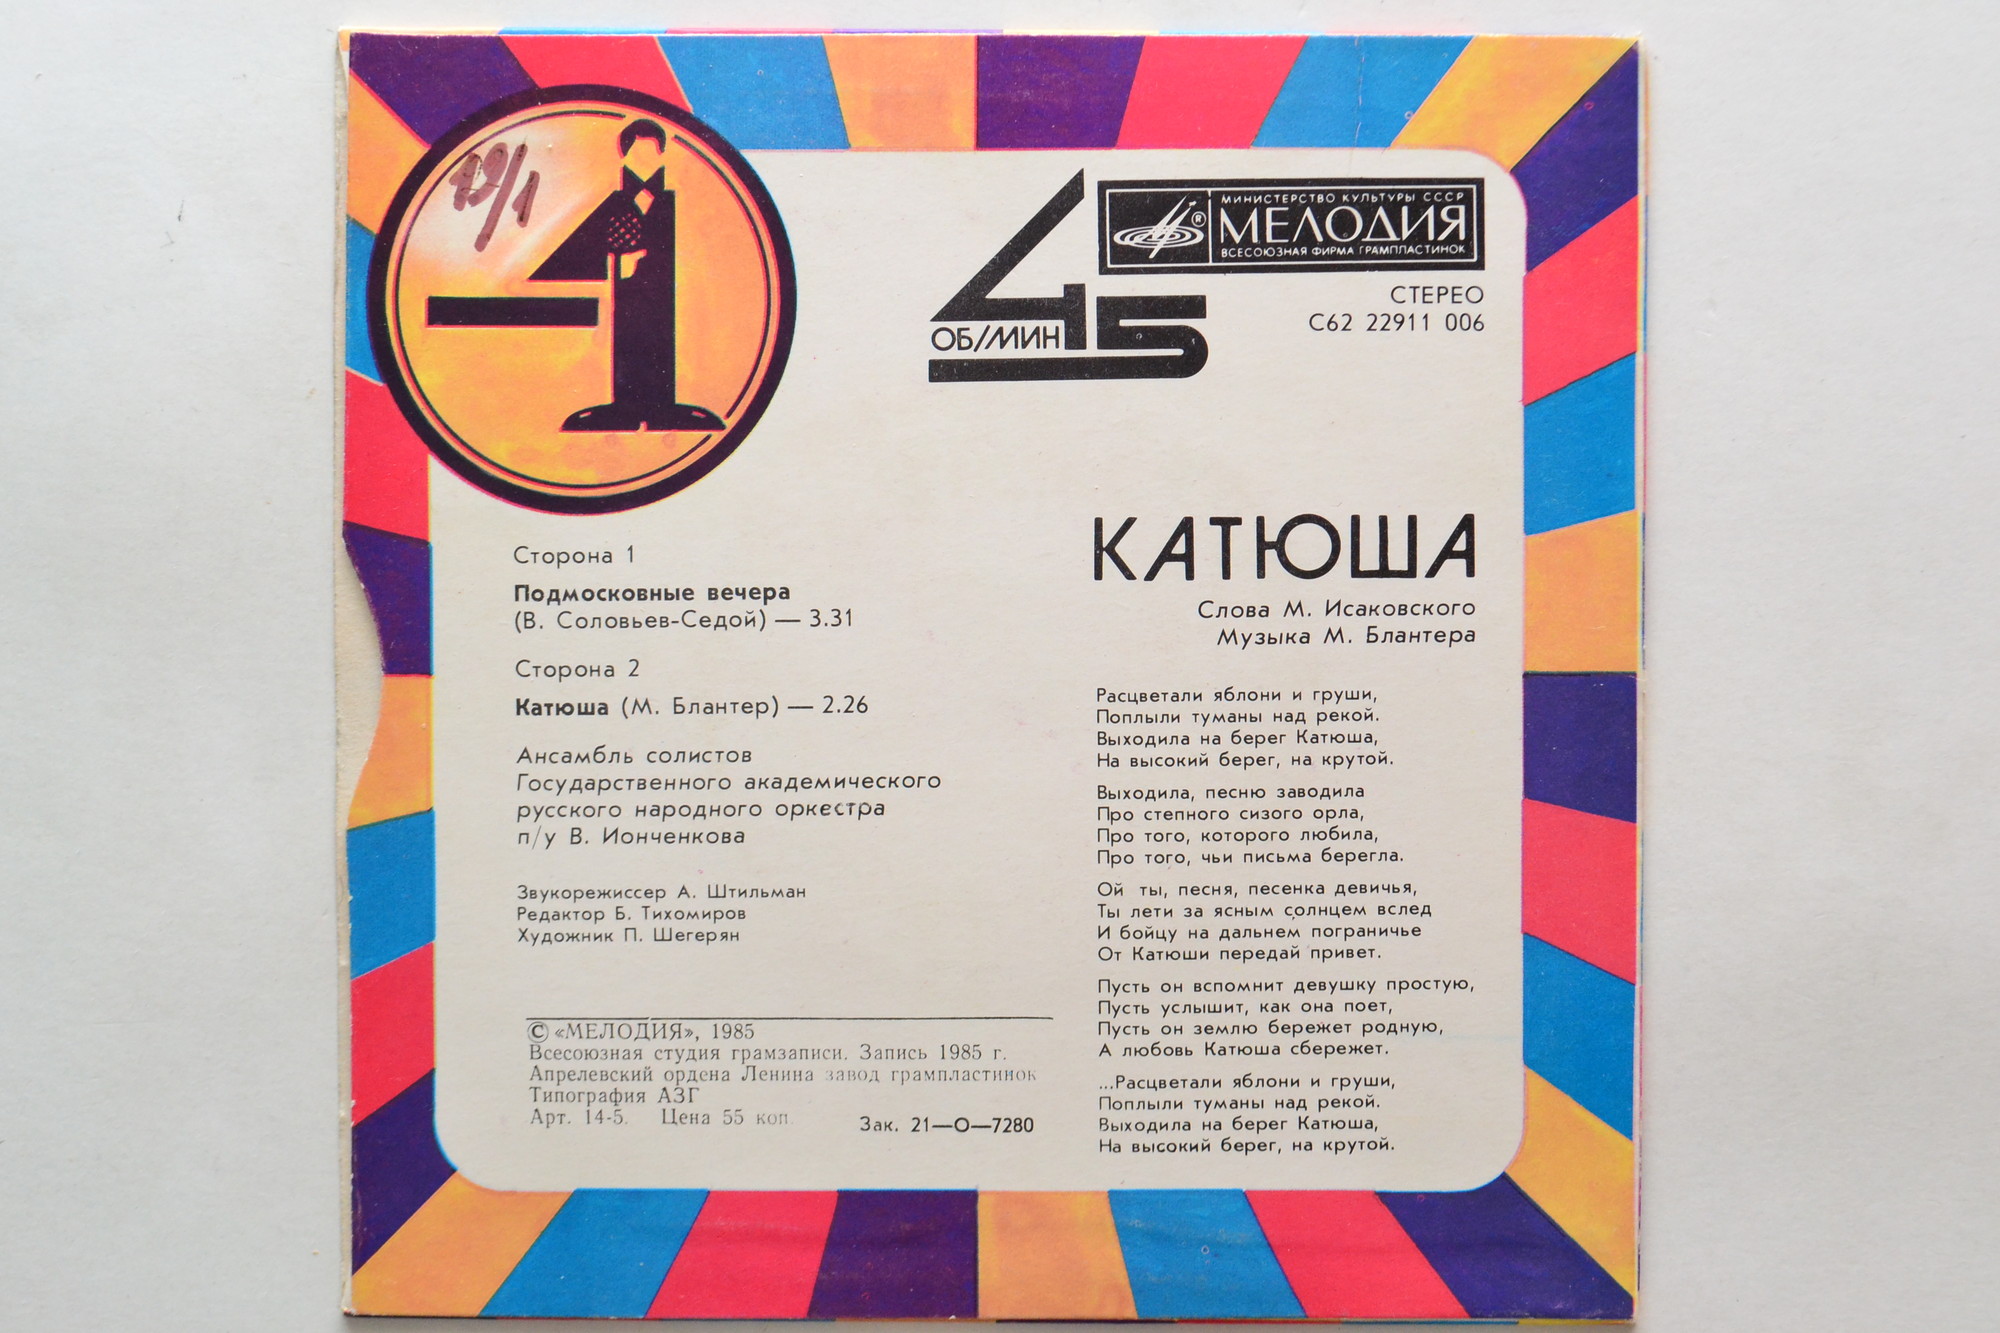 12/1
МИНИСТЕРСТВО КУЛЬТУРЫ СССР
МЕЛОДИЯ
ВСЕСОЮЗНАЯ ФИРМА ГРАМПЛАСТИНОК
45
ОБ/МИН
СТЕРЕО
С62 22911 006
Сторона 1
Подмосковные вечера
(В. Соловьев-Седой) — 3.31
Сторона 2
Катюша (М. Блантер) — 2.26
Ансамбль солистов
Государственного академического
русского народного оркестра
п/у В. Ионченкова
Звукорежиссер А. Штильман
Редактор Б. Тихомиров
Художник П. Шегерян
© «МЕЛОДИЯ», 1985
Всесоюзная студия грамзаписи. Запись 1985 г.
Апрелевский ордена Ленина завод грампластинок
Типография АЗГ
Арт. 14-5. Цена 55 коп.
Зак. 21—О—7280
КАТЮША
Слова М. Исаковского
Музыка М. Блантера
Расцветали яблони и груши,
Поплыли туманы над рекой.
Выходила на берег Катюша,
На высокий берег, на крутой.
Выходила, песню заводила
Про степного сизого орла,
Про того, которого любила,
Про того, чьи письма берегла.
Ой ты, песня, песенка девичья,
Ты лети за ясным солнцем вслед
И бойцу на дальнем пограничье
От Катюши передай привет.
Пусть он вспомнит девушку простую,
Пусть услышит, как она поет,
Пусть он землю бережет родную,
А любовь Катюша сбережет.
...Расцветали яблони и груши,
Поплыли туманы над рекой.
Выходила на берег Катюша,
На высокий берег, на крутой.